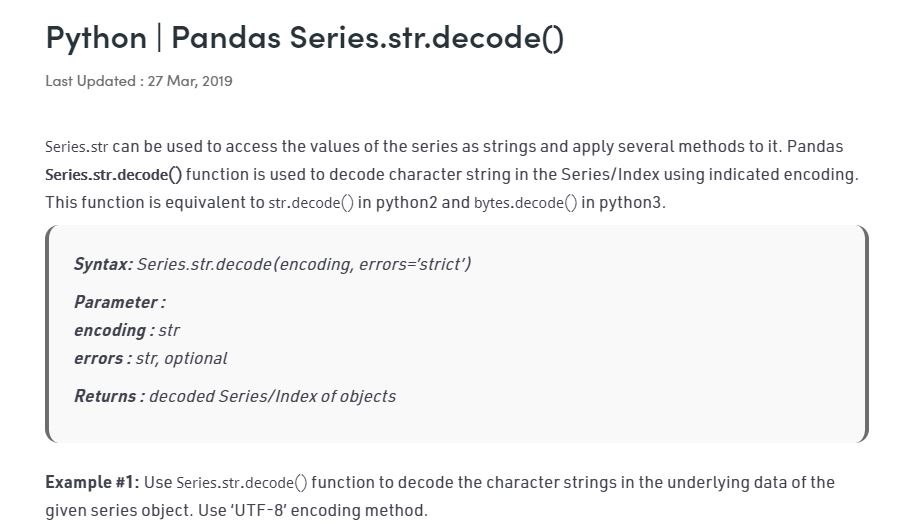 Python | Pandas Series.str.decode()
Last Updated : 27 Mar, 2019
Series.str can be used to access the values of the series as strings and apply several methods to it. Pandas
Series.str.decode() function is used to decode character string in the Series/Index using indicated encoding.
This function is equivalent to str.decode() in python2 and bytes.decode() in python3.
Syntax: Series.str.decode(encoding, errors=’strict’)
Parameter :
encoding : str
errors : str, optional
Returns : decoded Series/Index of objects
Example #1: Use Series.str.decode() function to decode the character strings in the underlying data of the
given series object. Use ‘UTF-8’ encoding method.